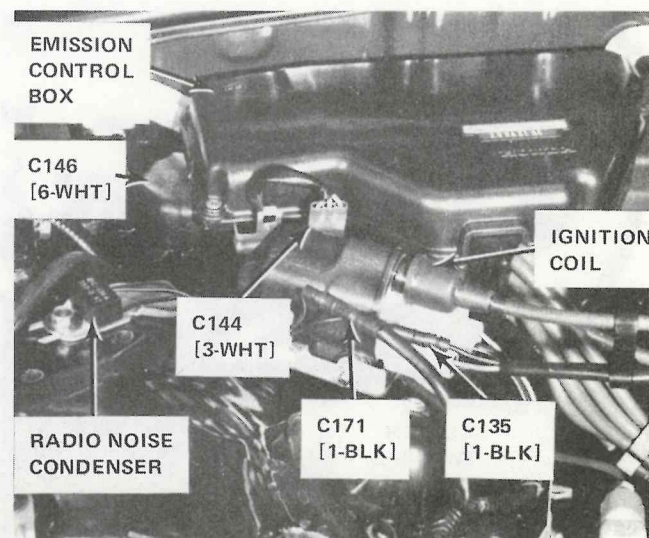 EMISSION
CONTROL
BOX
C146
[6-WHT]
IGNITION
COIL
C144
[3-WHT]
C171
[1-BLK]
C135
[1-BLK]
RADIO NOISE
CONDENSER